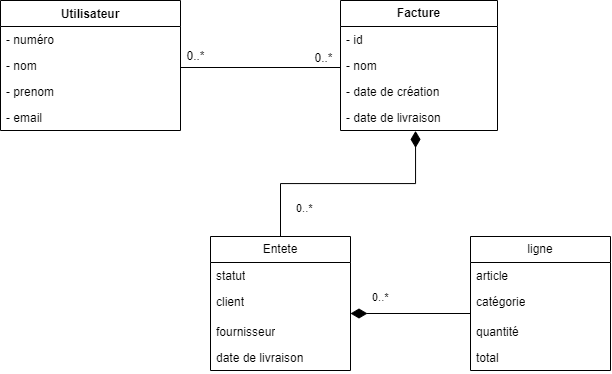 Utilisateur
- numéro
- nom
- prenom
- email
0..*
0..*
Facture
- id
- nom
- date de création
- date de livraison
0..*
Entete
statut
client
fournisseur
date de livraison
0..*
ligne
article
catégorie
quantité
total